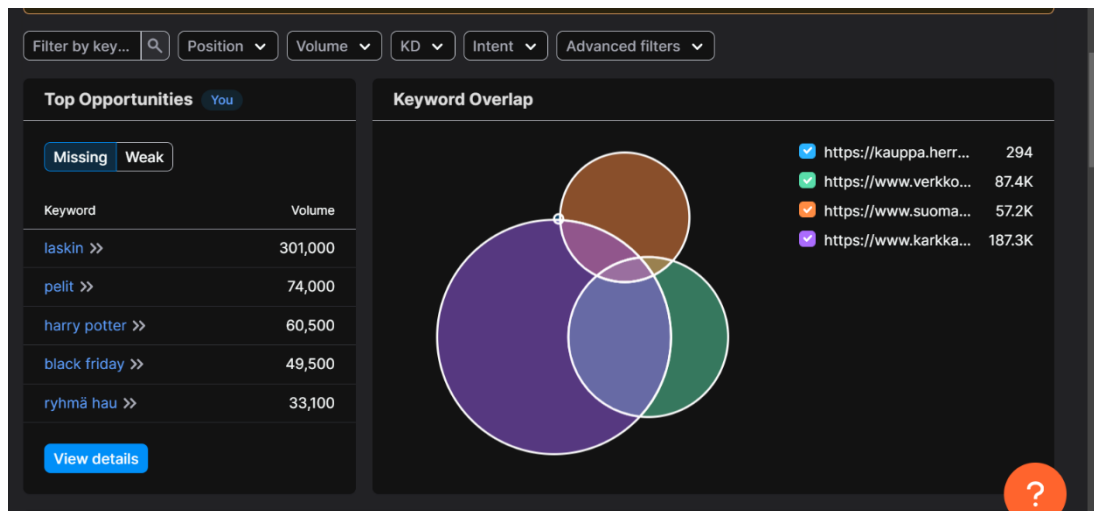 Filter by key...
Position
Volume
KD
Intent
Advanced filters
Top Opportunities You
Missing Weak
Keyword Volume
laskin 301,000
pelit 74,000
harry potter 60,500
black friday 49,500
ryhmä hau 33,100
View details
Keyword Overlap
https://kauppa.herr... 294
https://www.verkko... 87.4K
https://www.suoma... 57.2K
https://www.karkka... 187.3K
?